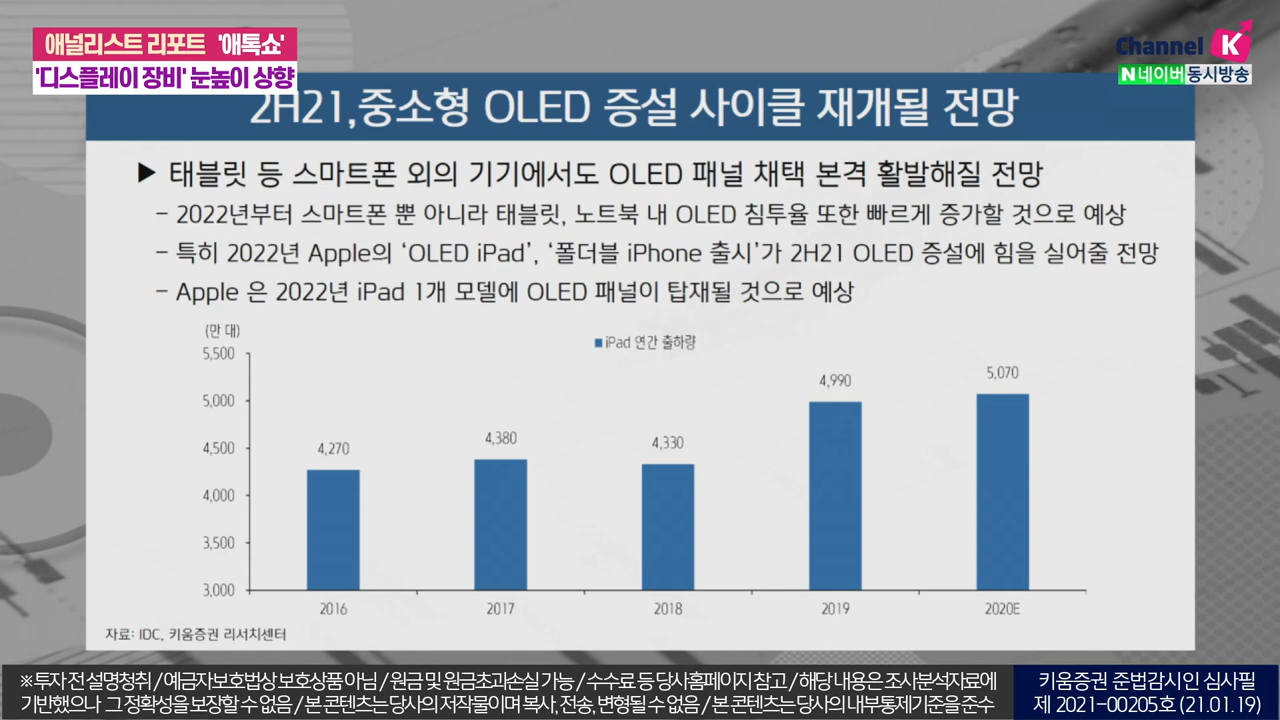 애널리스트 리포트 '애톡쇼'
'디스플레이 장비' 눈높이 상향
Channel K
N 네이버 동시방송
2H21,중소형 OLED 증설 사이클 재개될 전망
▶ 태블릿 등 스마트폰 외의 기기에서도 OLED 패널 채택 본격 활발해질 전망
– 2022년부터 스마트폰 뿐 아니라 태블릿, 노트북 내 OLED 침투율 또한 빠르게 증가할 것으로 예상
– 특히 2022년 Apple의 ‘OLED iPad’, ‘폴더블 iPhone 출시’가 2H21 OLED 증설에 힘을 실어줄 전망
– Apple 은 2022년 iPad 1개 모델에 OLED 패널이 탑재될 것으로 예상
(만 대)
iPad 연간 출하량
5,500
5,000
4,500
4,000
3,500
3,000
4,270
4,380
4,330
4,990
5,070
2016
2017
2018
2019
2020E
자료: IDC, 키움증권 리서치센터
※투자 전 설명청취 / 예금자보호법상 보호상품 아님 / 원금 및 원금초과손실 가능 / 수수료 등 당사홈페이지 참고 / 해당 내용은 조사분석자료에
기반했으나 그 정확성을 보장할 수 없음 / 본 콘텐츠는 당사의 저작물이며 복사, 전송, 변형될 수 없음 / 본 콘텐츠는 당사의 내부통제기준을 준수
키움증권 준법감시인 심사필
제 2021-00205호 (21.01.19)